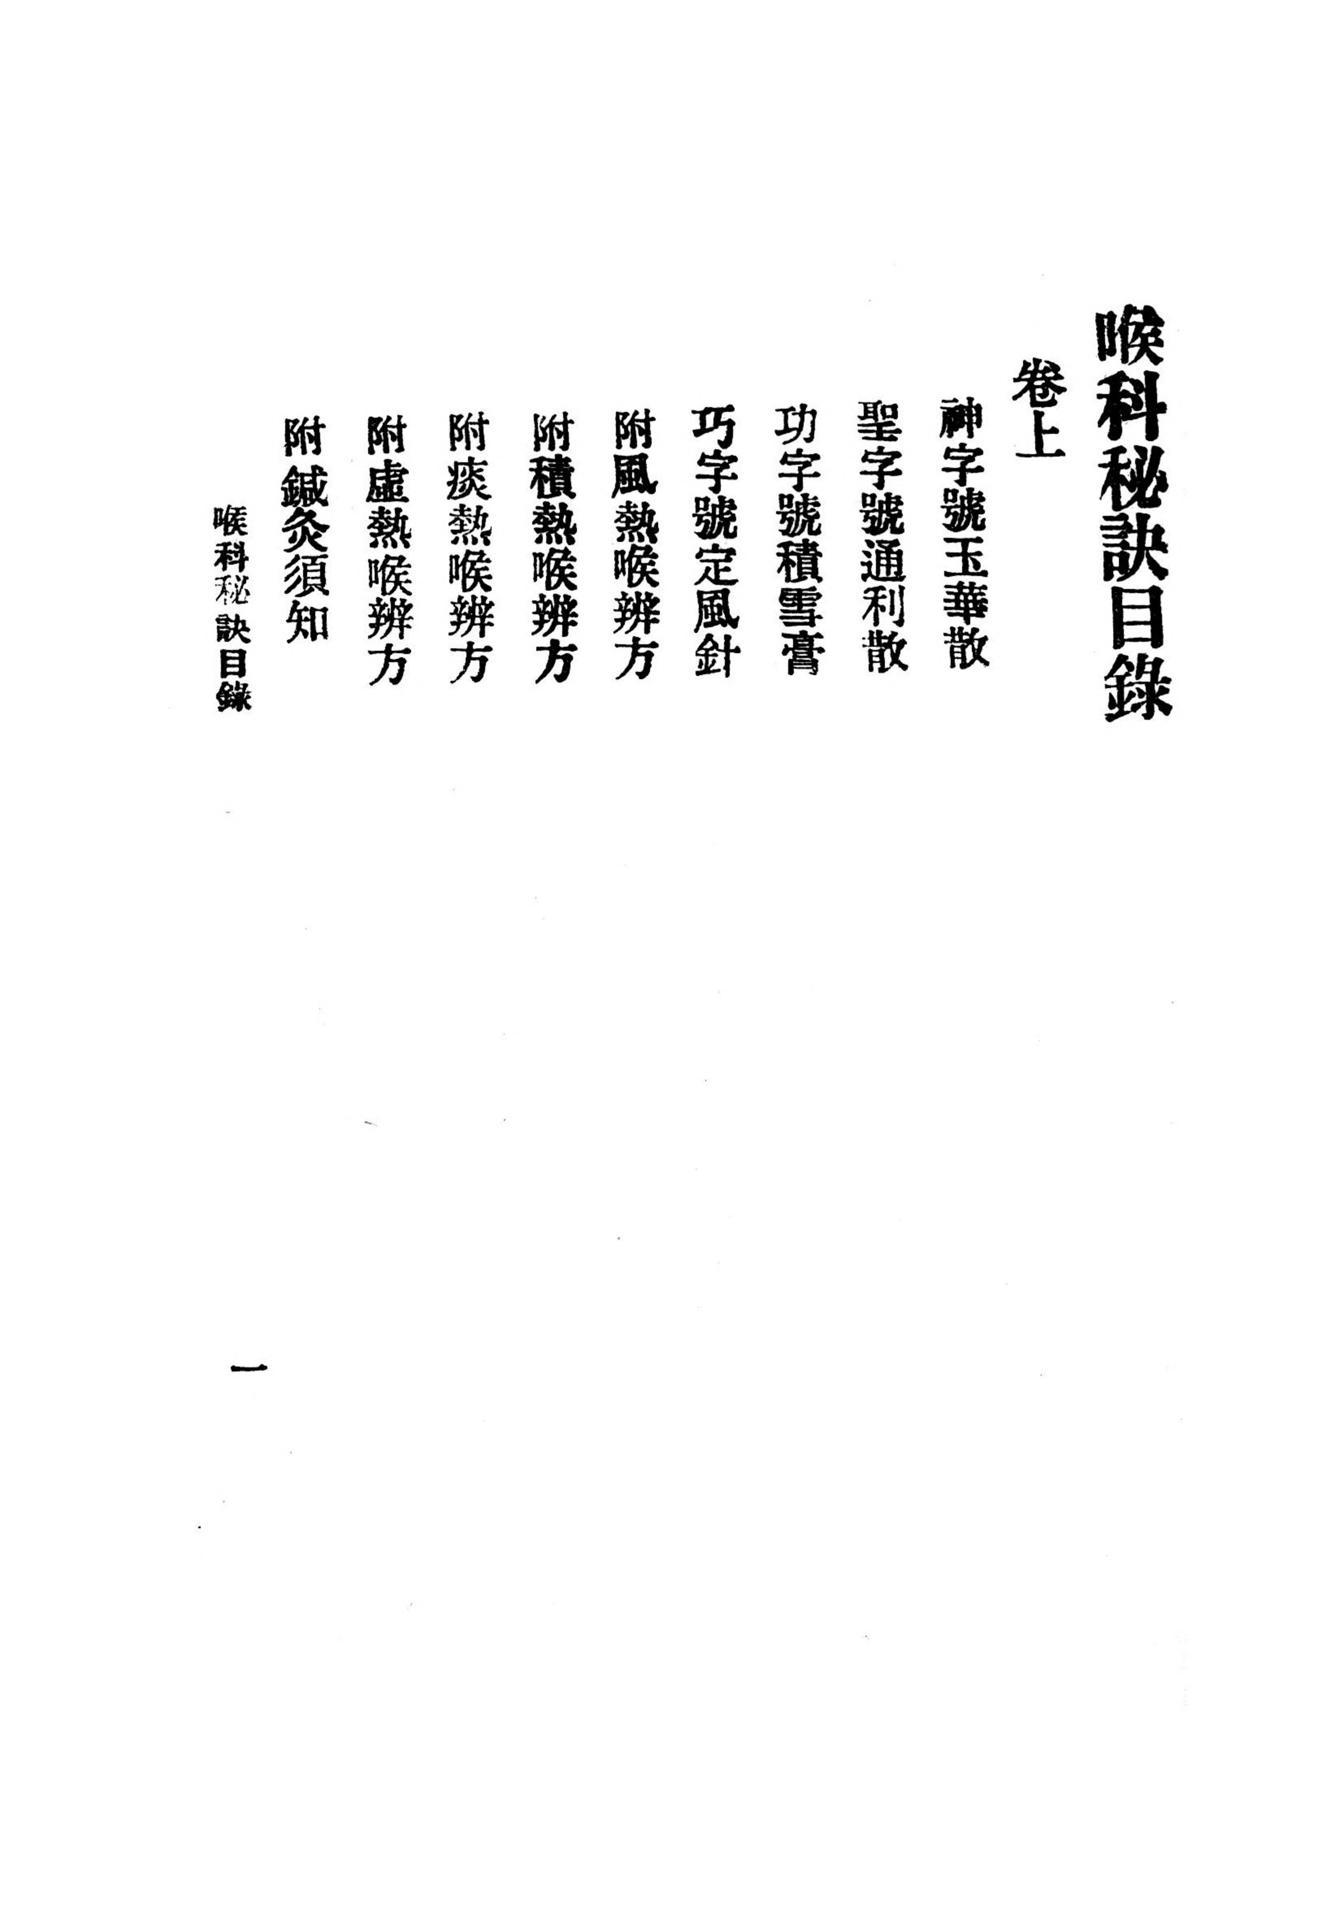 喉科秘訣目錄
卷上
神字號玉華散
聖字號通利散
功字號積雪膏
巧字號定風針
附風熱喉辨方
附積熱喉辨方
附痰熱喉辨方
附虛熱喉辨方
附鍼灸須知
喉科秘訣目錄
一